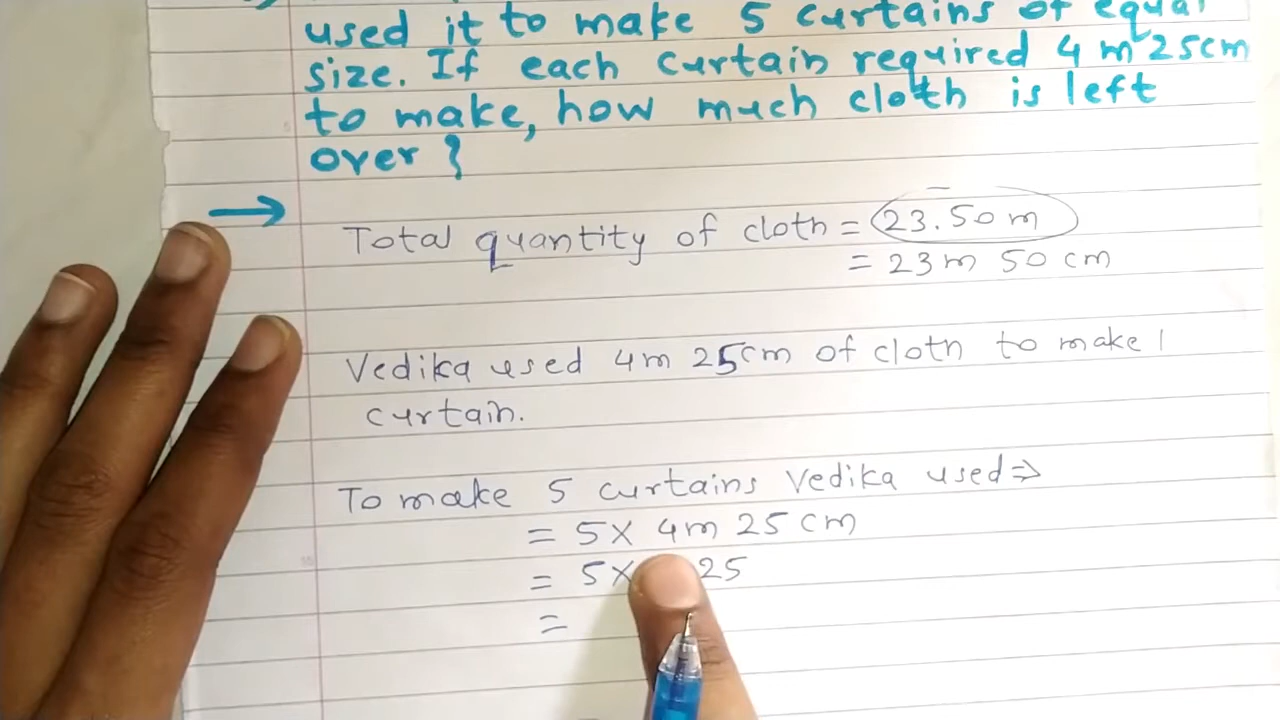 used it to make 5 curtains of equal
size. If each curtain required 4 m 25cm
to make, how much cloth is left
over ?
→ Total quantity of cloth = 23.50 m
= 23 m 50 cm
Vedika used 4m 25cm of cloth to make 1
curtain.
To make 5 curtains Vedika used ⇒
= 5 × 4m 25 cm
= 5 × 25
=